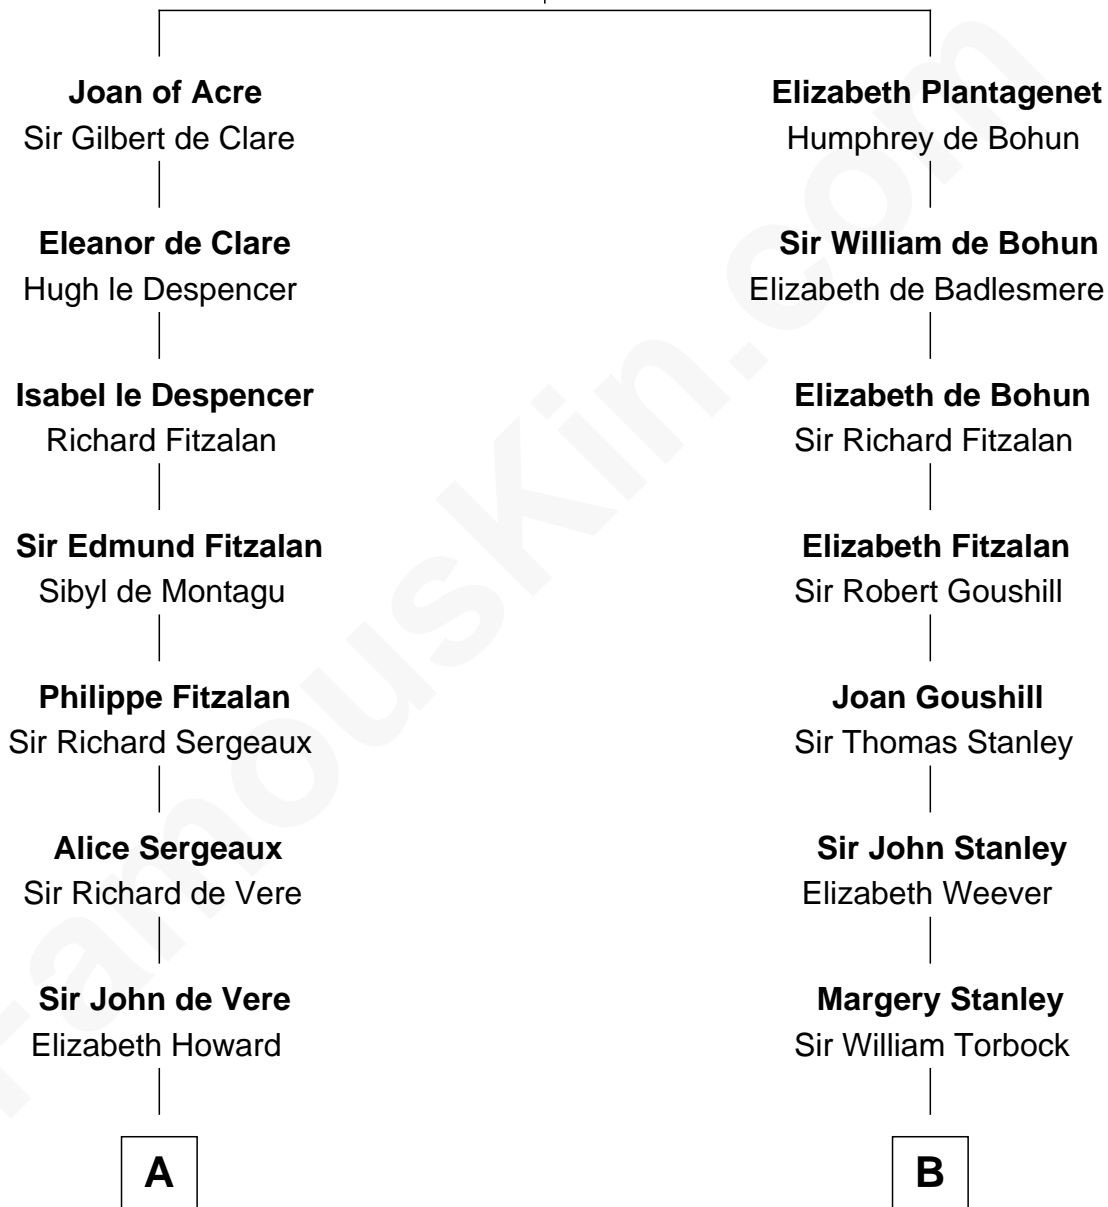 Joan of Acre
Sir Gilbert de Clare
Eleanor de Clare
Hugh le Despencer
Isabel le Despencer
Richard Fitzalan
Sir Edmund Fitzalan
Sibyl de Montagu
Philippe Fitzalan
Sir Richard Sergeaux
Alice Sergeaux
Sir Richard de Vere
Sir John de Vere
Elizabeth Howard
A
Elizabeth Plantagenet
Humphrey de Bohun
Sir William de Bohun
Elizabeth de Badlesmere
Elizabeth de Bohun
Sir Richard Fitzalan
Elizabeth Fitzalan
Sir Robert Goushill
Joan Goushill
Sir Thomas Stanley
Sir John Stanley
Elizabeth Weever
Margery Stanley
Sir William Torbock
B
FamousKin.com